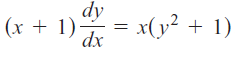 (x + 1) dy/dx = x(y² + 1)